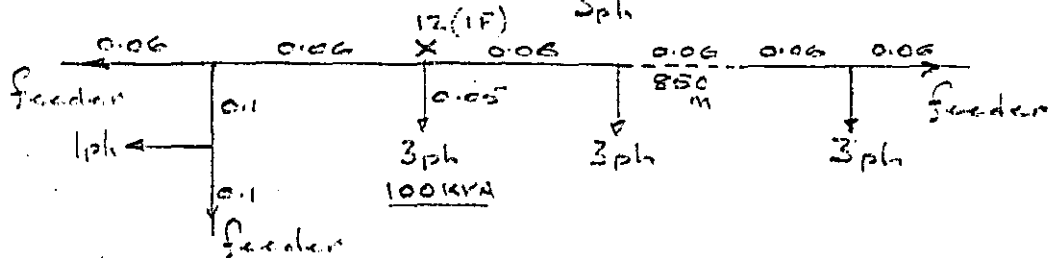 3ph
12(1F)
0.06 0.06 0.06 0.06 0.06 0.06
850
m
feeder 0.1 0.05 feeder
1ph 3ph 3ph 3ph
100KVA
0.1
feeder